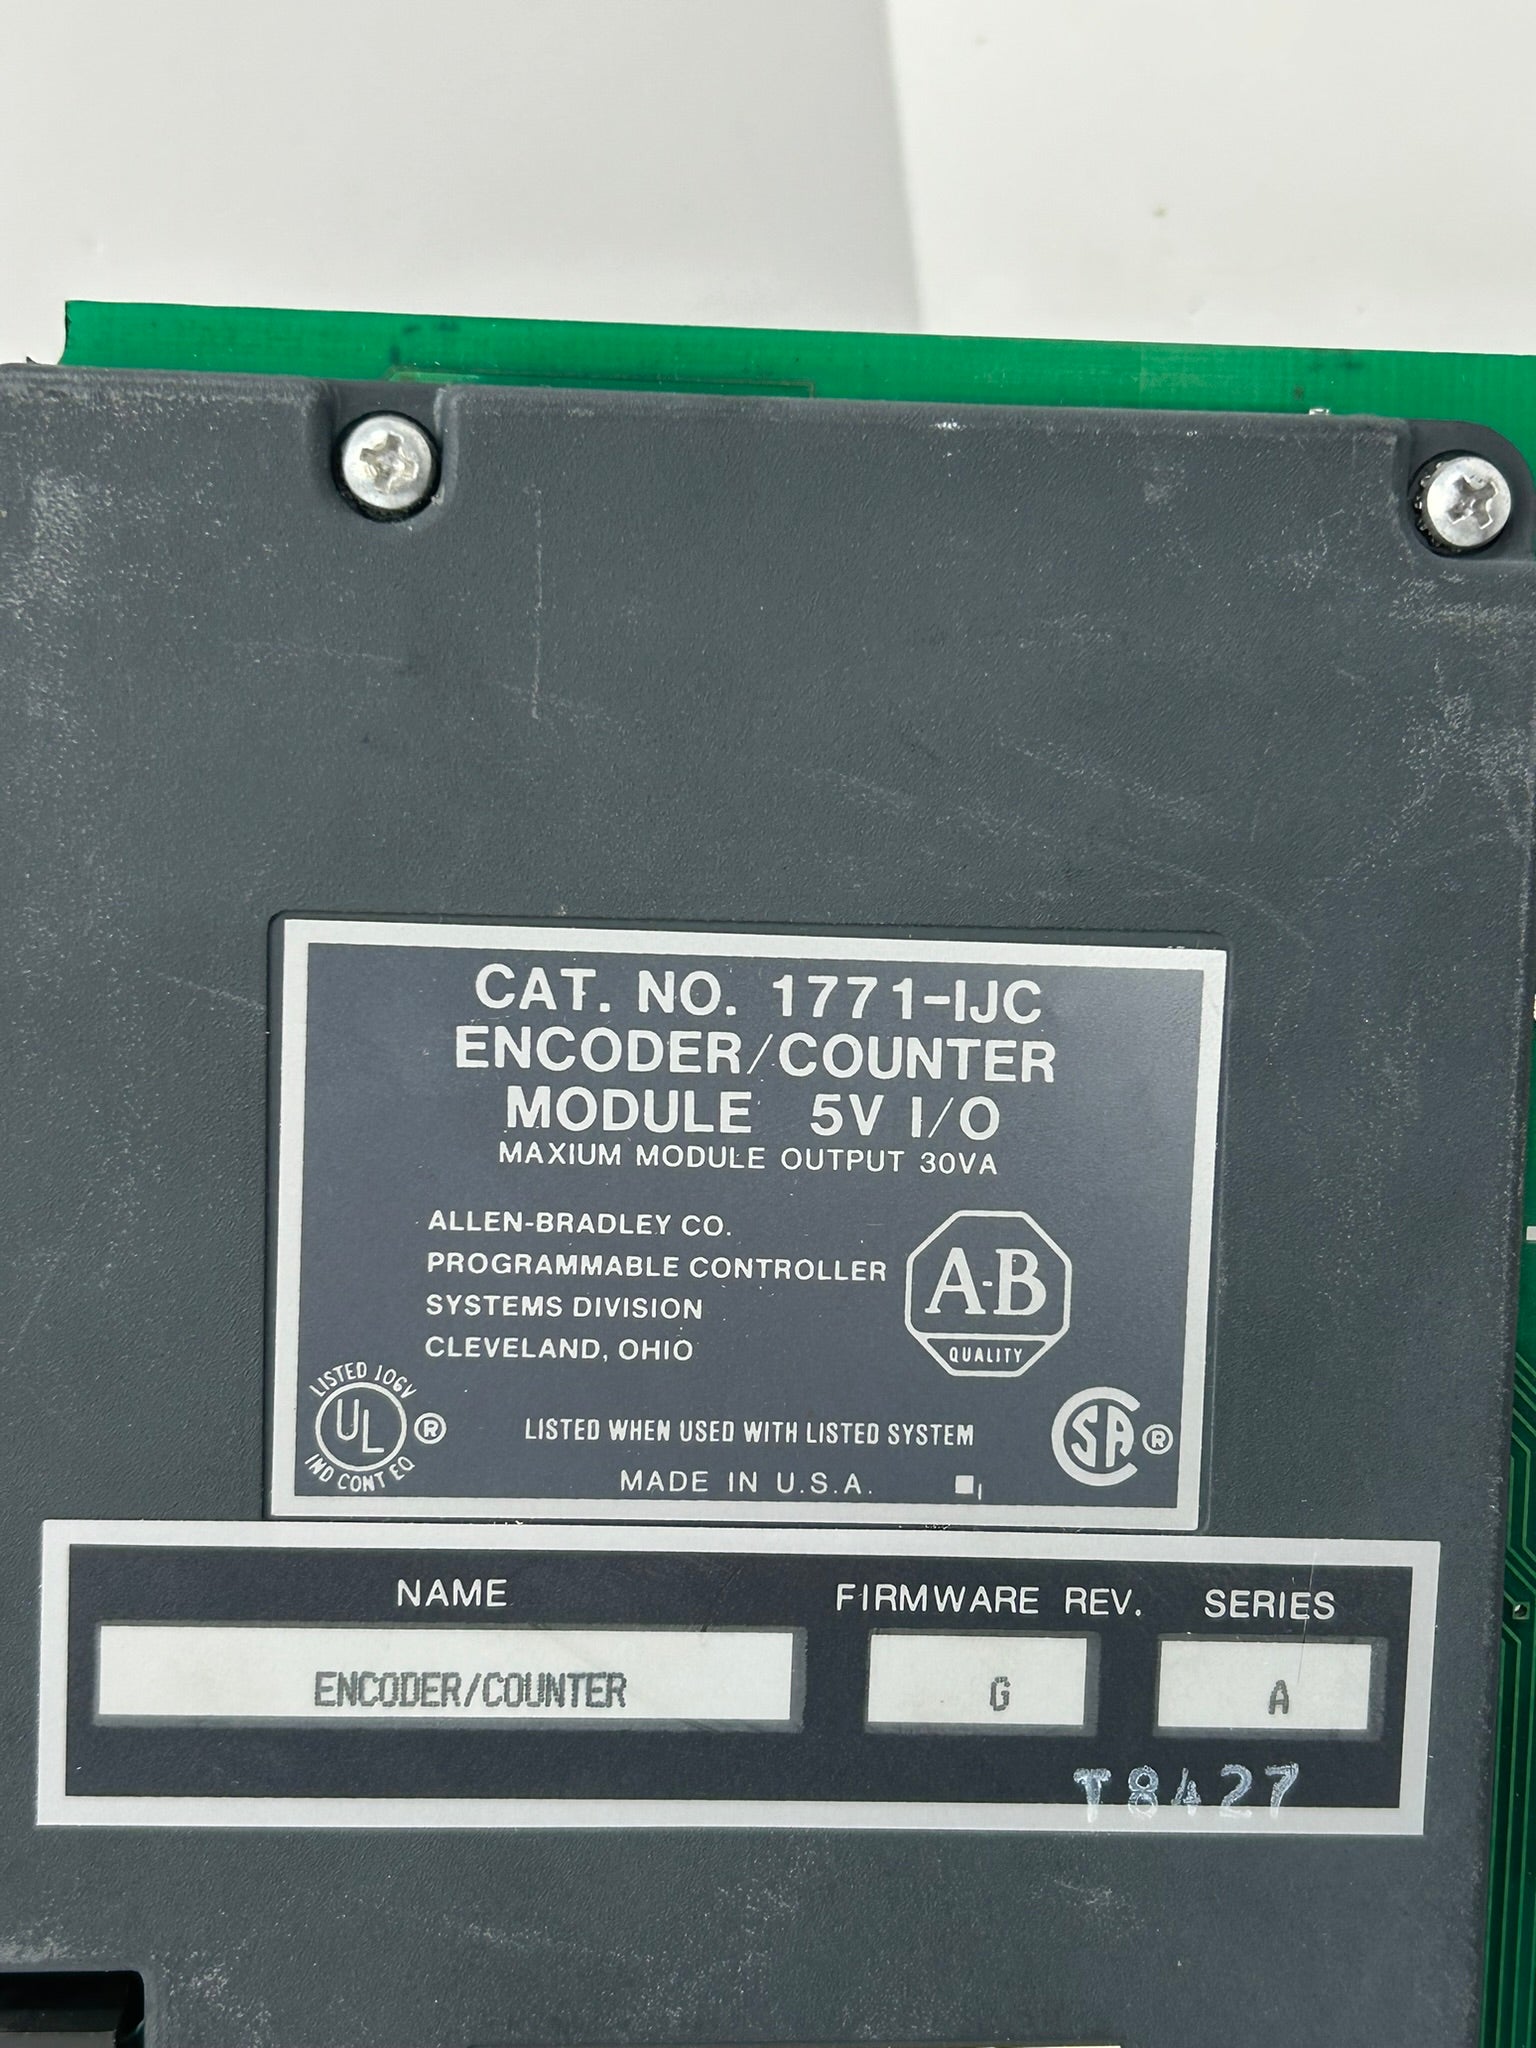 CAT. NO. 1771-IJC
ENCODER/COUNTER
MODULE 5V I/O
MAXIUM MODULE OUTPUT 30VA
ALLEN-BRADLEY CO.
PROGRAMMABLE CONTROLLER
SYSTEMS DIVISION
CLEVELAND, OHIO
A-B
QUALITY
LISTED 106V
UL ®
IND CONT EQ
LISTED WHEN USED WITH LISTED SYSTEM
SA ®
MADE IN U.S.A.
NAME FIRMWARE REV. SERIES
ENCODER/COUNTER G A
T8427